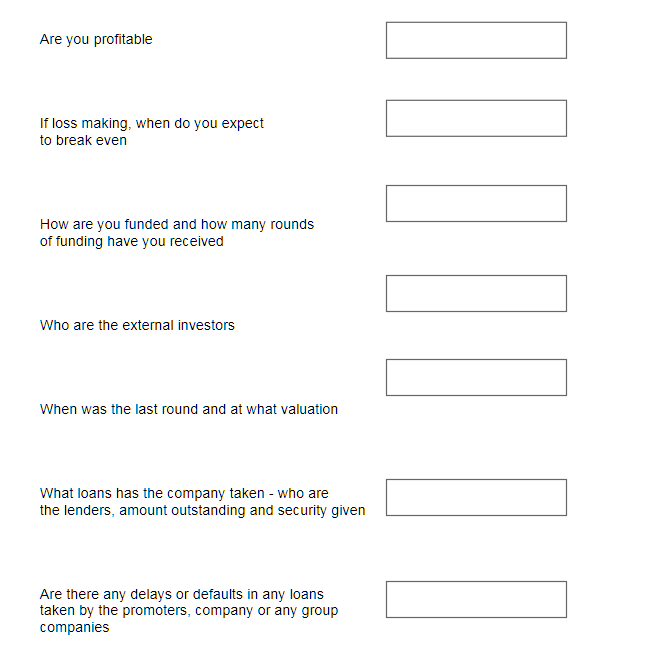 Are you profitable
If loss making, when do you expect
to break even
How are you funded and how many rounds
of funding have you received
Who are the external investors
When was the last round and at what valuation
What loans has the company taken - who are
the lenders, amount outstanding and security given
Are there any delays or defaults in any loans
taken by the promoters, company or any group
companies